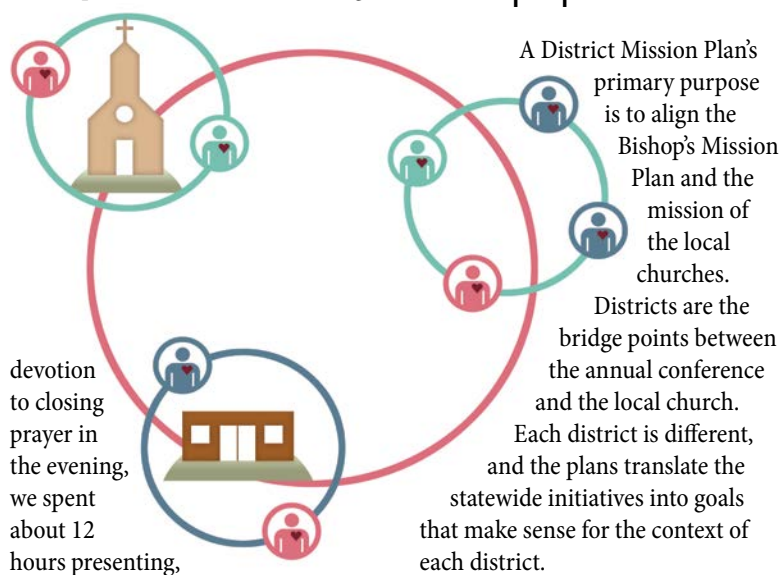 devotion
to closing
prayer in
the evening,
we spent
about 12
hours presenting,
A District Mission Plan's
primary purpose
is to align the
Bishop's Mission
Plan and the
mission of
the local
churches.
Districts are the
bridge points between
the annual conference
and the local church.
Each district is different,
and the plans translate the
statewide initiatives into goals
that make sense for the context of
each district.